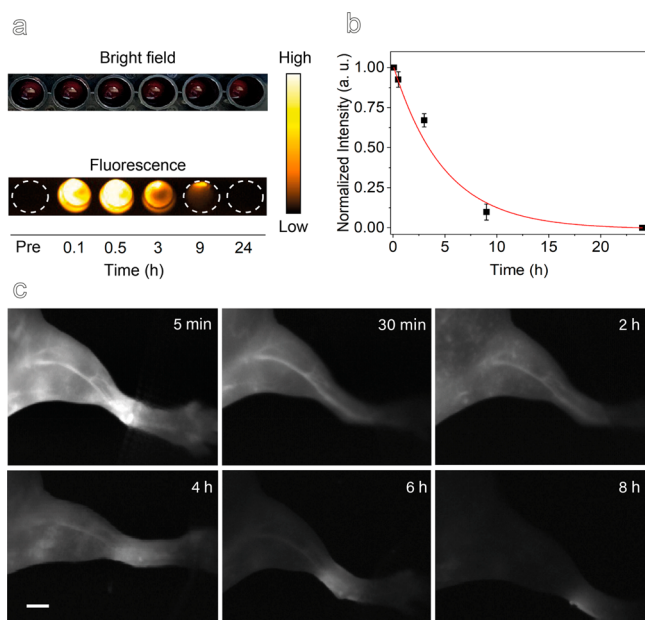 a
Bright field
High
Fluorescence
Low
Pre 0.1 0.5 3 9 24
Time (h)
b
Normalized Intensity (a. u.)
1.00
0.75
0.50
0.25
0.00
0 5 10 15 20
Time (h)
c
5 min
30 min
2 h
4 h
6 h
8 h